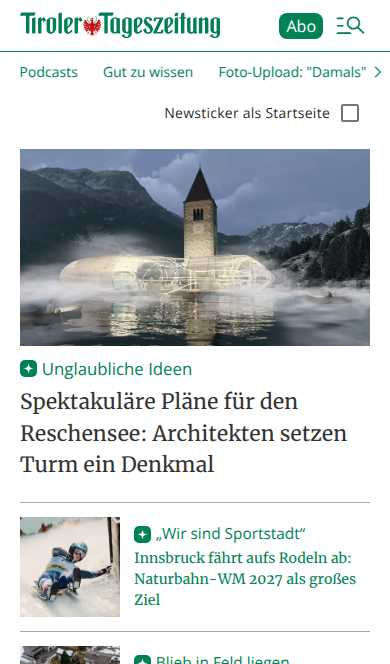 Tiroler Tageszeitung
Abo
Podcasts Gut zu wissen Foto-Upload: "Damals"
Newsticker als Startseite
Unglaubliche Ideen
Spektakuläre Pläne für den
Reschensee: Architekten setzen
Turm ein Denkmal
„Wir sind Sportstadt“
Innsbruck fährt aufs Rodeln ab:
Naturbahn-WM 2027 als großes
Ziel
Blieb in Feld liegen